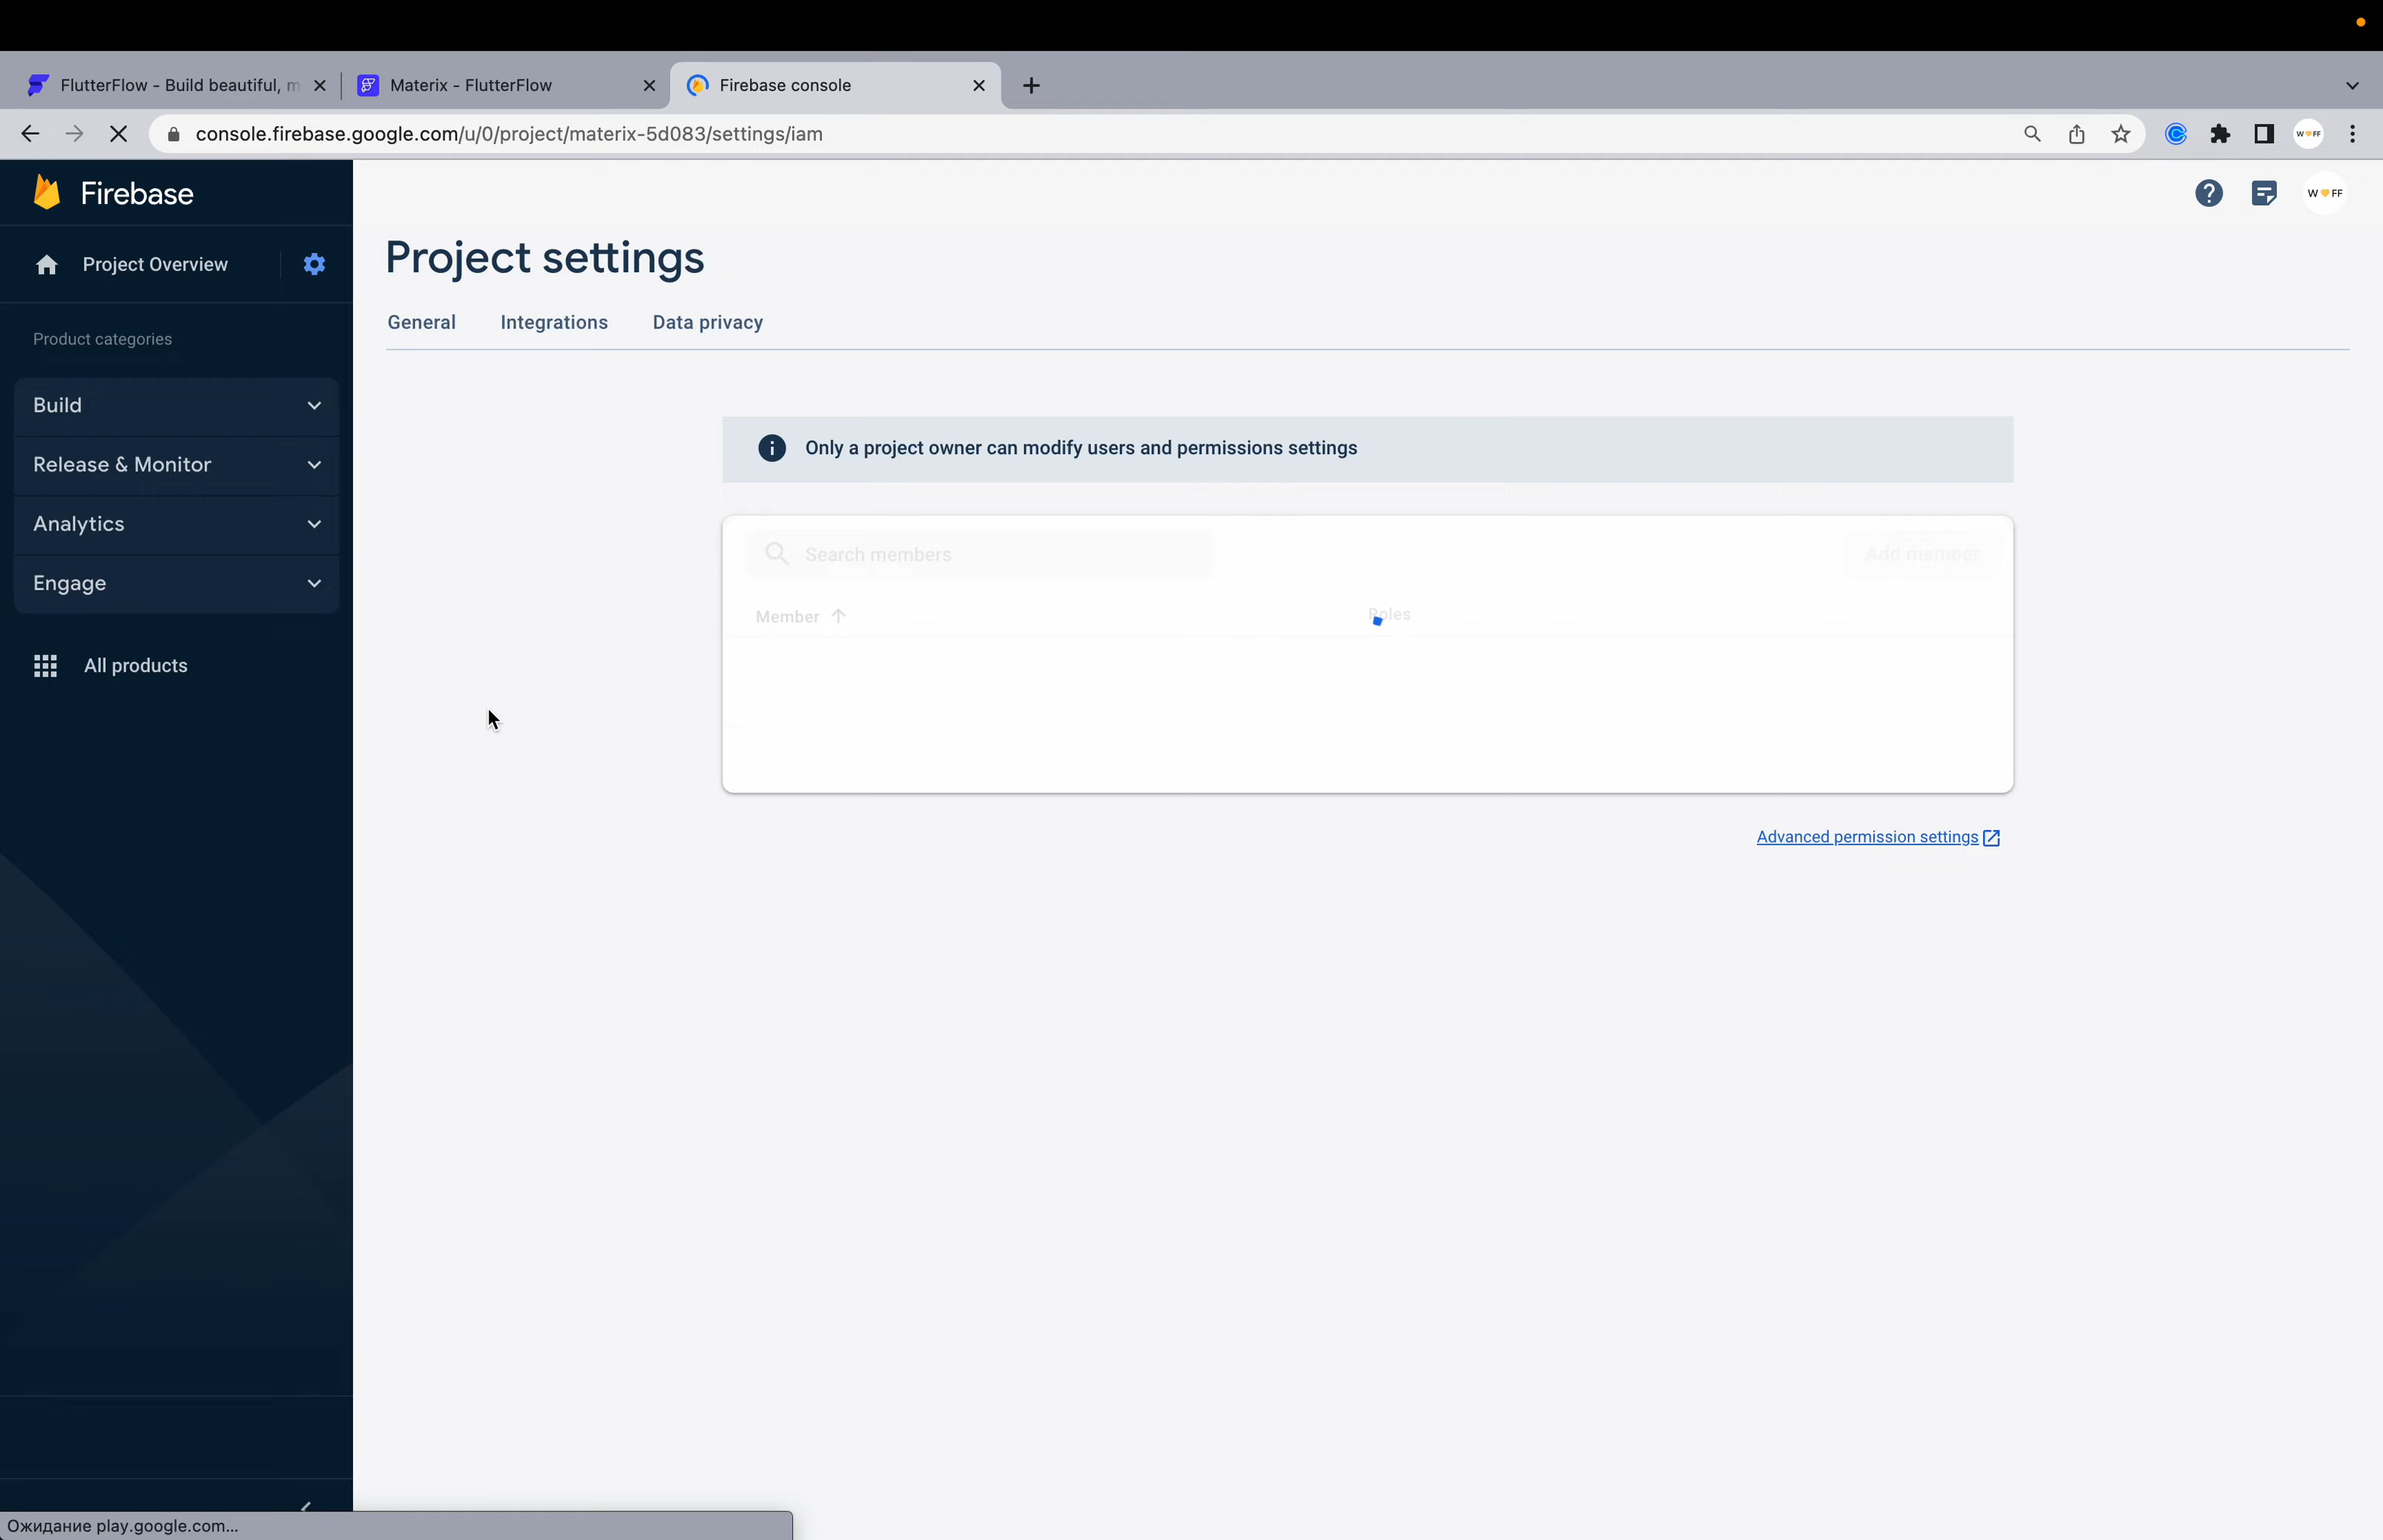 FlutterFlow - Build beautiful, m
Materix - FlutterFlow
Firebase console
console.firebase.google.com/u/0/project/materix-5d083/settings/iam
W FF
Firebase
W FF
Project Overview
Project settings
General
Integrations
Data privacy
Product categories
Build
Release & Monitor
Analytics
Engage
All products
Only a project owner can modify users and permissions settings
Search members
Add member
Member
Roles
Advanced permission settings
Ожидание play.google.com...